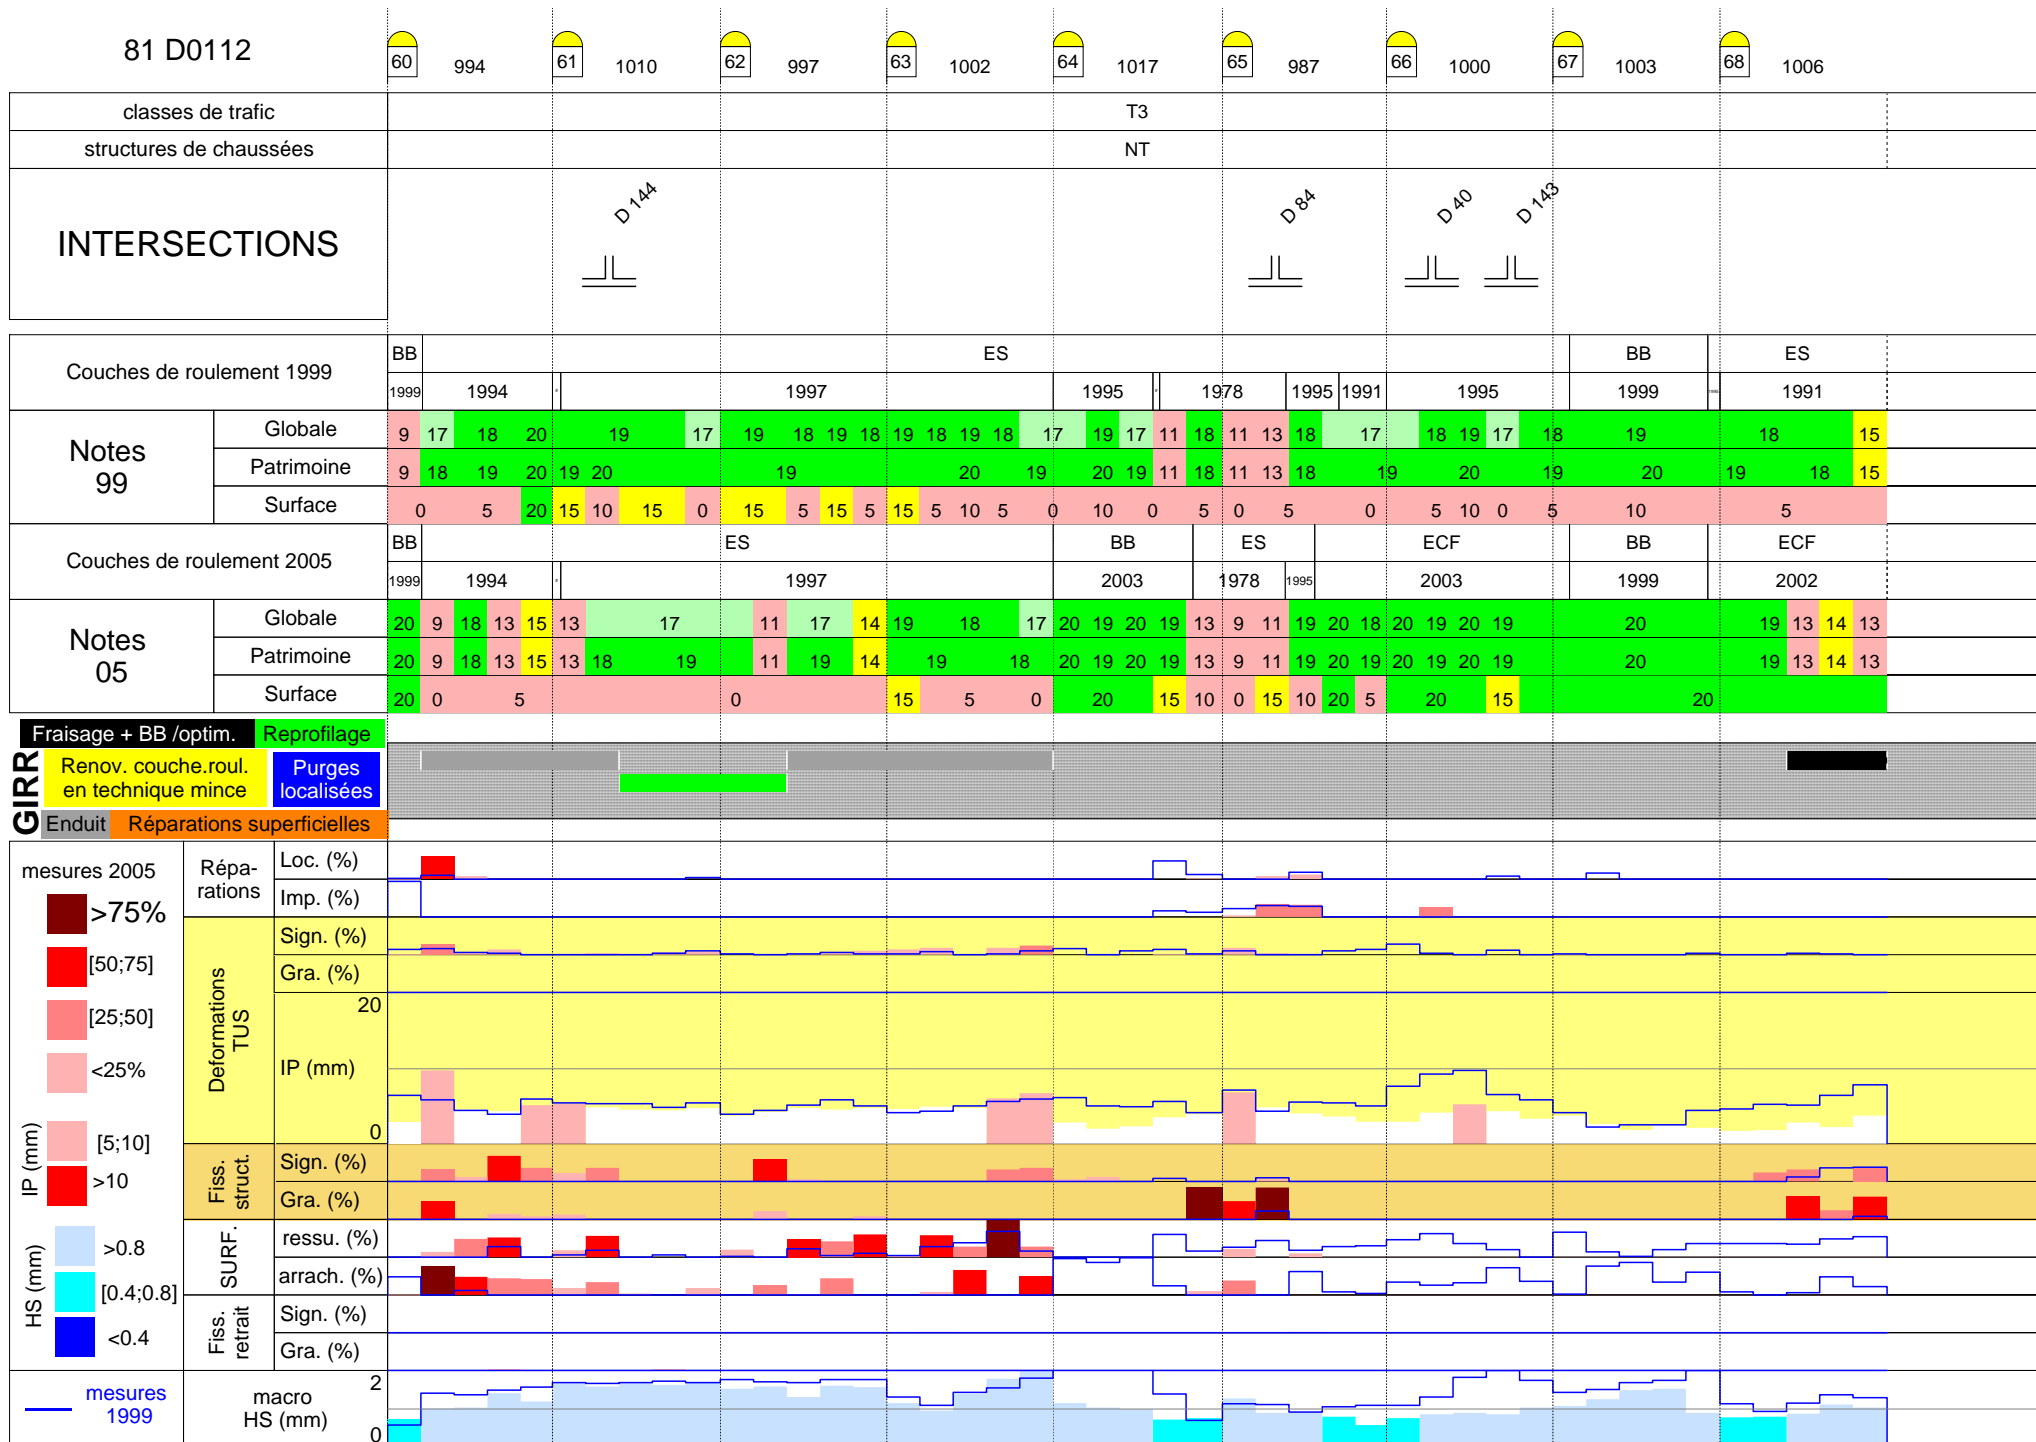 81 D0112
60 994 61 1010 62 997 63 1002 64 1017 65 987 66 1000 67 1003 68 1006
classes de trafic T3
structures de chaussées NT
INTERSECTIONS
D 144 D 84 D 40 D 143
Couches de roulement 1999
BB ES BB ES
1999 1994 1997 1995 1978 1995 1991 1995 1999 1991
Notes
99
Globale 9 17 18 20 19 17 19 18 19 18 19 18 19 18 17 19 17 11 18 11 13 18 17 18 19 17 18 19 18 15
Patrimoine 9 18 19 20 19 20 19 20 19 20 19 11 18 11 13 18 19 20 19 20 19 18 15
Surface 0 5 20 15 10 15 0 15 5 15 5 15 5 10 5 0 10 0 5 0 5 0 5 10 0 5 10 5
Couches de roulement 2005
BB ES BB ES ECF BB ECF
1999 1994 1997 2003 1978 1995 2003 1999 2002
Notes
05
Globale 20 9 18 13 15 13 17 11 17 14 19 18 17 20 19 20 19 13 9 11 19 20 18 20 19 20 19 20 19 13 14 13
Patrimoine 20 9 18 13 15 13 18 19 11 19 14 19 18 20 19 20 19 13 9 11 19 20 19 20 19 20 19 20 19 13 14 13
Surface 20 0 5 0 15 5 0 20 15 10 0 15 10 20 5 20 15 20
GIRR
Fraisage + BB /optim. Reprofilage
Renov. couche.roul.
en technique mince
Purges
localisées
Enduit Réparations superficielles
mesures 2005
>75%
[50;75]
[25;50]
<25%
IP (mm)
[5;10]
>10
HS (mm)
>0.8
[0.4;0.8]
<0.4
mesures
1999
Répa-
rations
Loc. (%)
Imp. (%)
Deformations
TUS
Sign. (%)
Gra. (%)
20
IP (mm)
0
Fiss.
struct.
Sign. (%)
Gra. (%)
SURF.
ressu. (%)
arrach. (%)
Fiss.
retrait
Sign. (%)
Gra. (%)
macro
HS (mm)
2
0